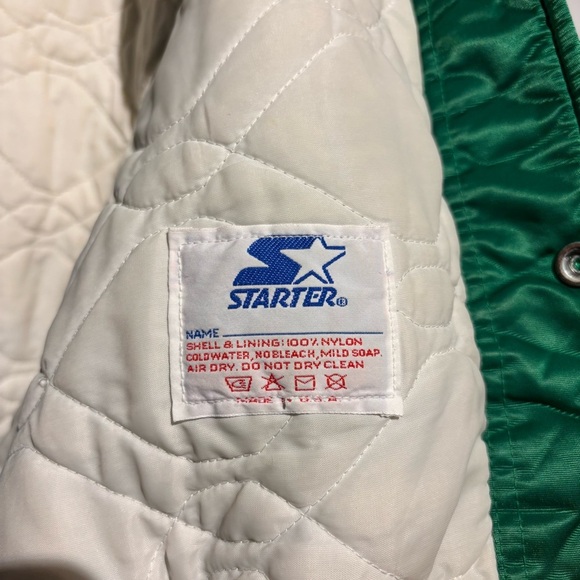 STARTER®
NAME
SHELL & LINING: 100% NYLON
COLDWATER, NO BLEACH, MILD SOAP.
AIR DRY. DO NOT DRY CLEAN